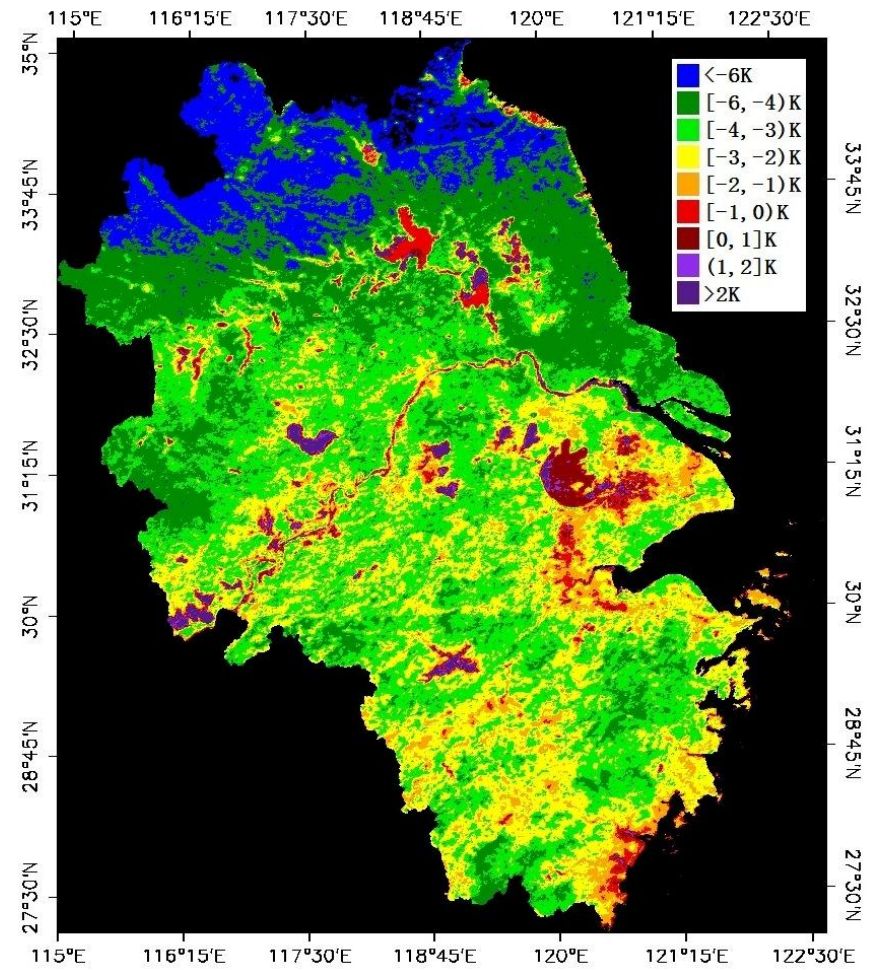 115°E 116°15'E 117°30'E 118°45'E 120°E 121°15'E 122°30'E
35°N
33°45'N
32°30'N
31°15'N
30°N
28°45'N
27°30'N
<-6K
[-6,-4)K
[-4,-3)K
[-3,-2)K
[-2,-1)K
[-1,0)K
[0,1]K
(1,2]K
>2K
33°45'N
32°30'N
31°15'N
30°N
28°45'N
27°30'N
115°E 116°15'E 117°30'E 118°45'E 120°E 121°15'E 122°30'E